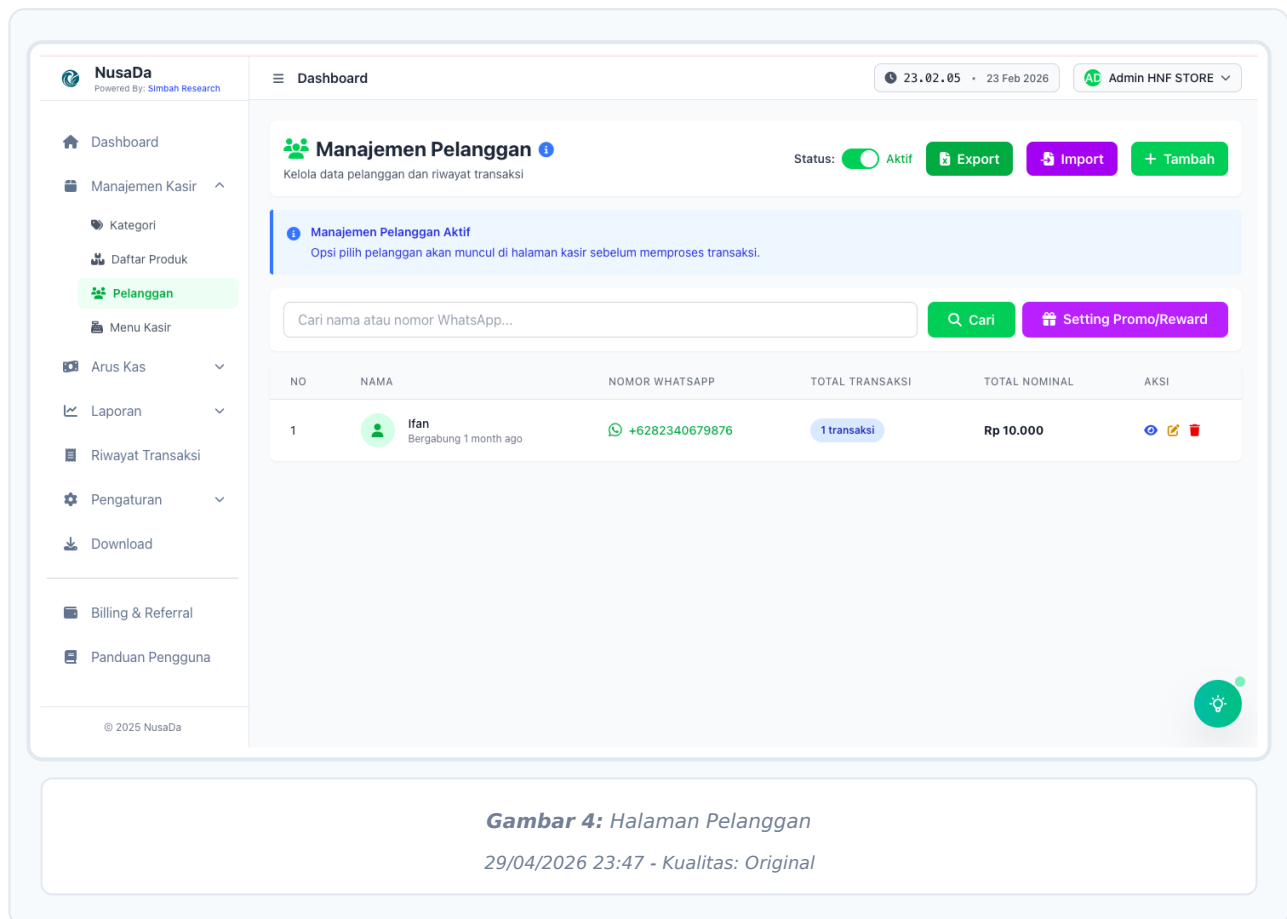 NusaDa
Powered By: Simbah Research
Dashboard
23.02.05 • 23 Feb 2026
AD Admin HNF STORE
Dashboard
Manajemen Kasir
Kategori
Daftar Produk
Pelanggan
Menu Kasir
Arus Kas
Laporan
Riwayat Transaksi
Pengaturan
Download
Billing & Referral
Panduan Pengguna
© 2025 NusaDa
Manajemen Pelanggan
Kelola data pelanggan dan riwayat transaksi
Status: Aktif
Export
Import
+ Tambah
Manajemen Pelanggan Aktif
Opsi pilih pelanggan akan muncul di halaman kasir sebelum memproses transaksi.
Cari nama atau nomor WhatsApp...
Cari
Setting Promo/Reward
NO NAMA NOMOR WHATSAPP TOTAL TRANSAKSI TOTAL NOMINAL AKSI
1 Ifan +6282340679876 1 transaksi Rp 10.000
Bergabung 1 month ago
Gambar 4: Halaman Pelanggan
29/04/2026 23:47 - Kualitas: Original